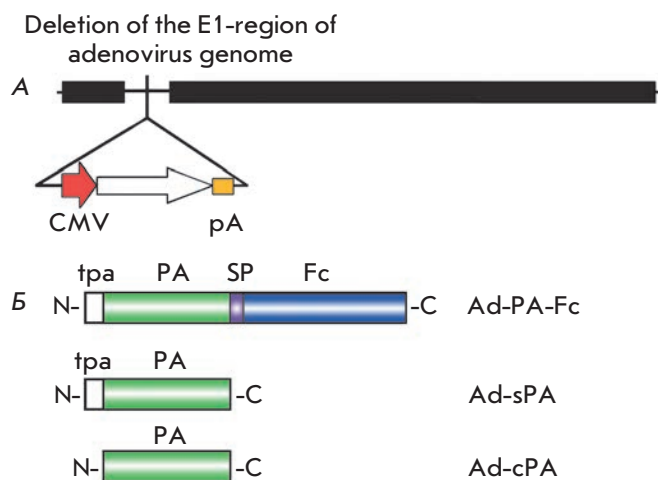 Deletion of the E1-region of
adenovirus genome
А
CMV pA
tpa PA SP Fc
Б N- -C Ad-PA-Fc
tpa PA
N- -C Ad-sPA
PA
N- -C Ad-cPA